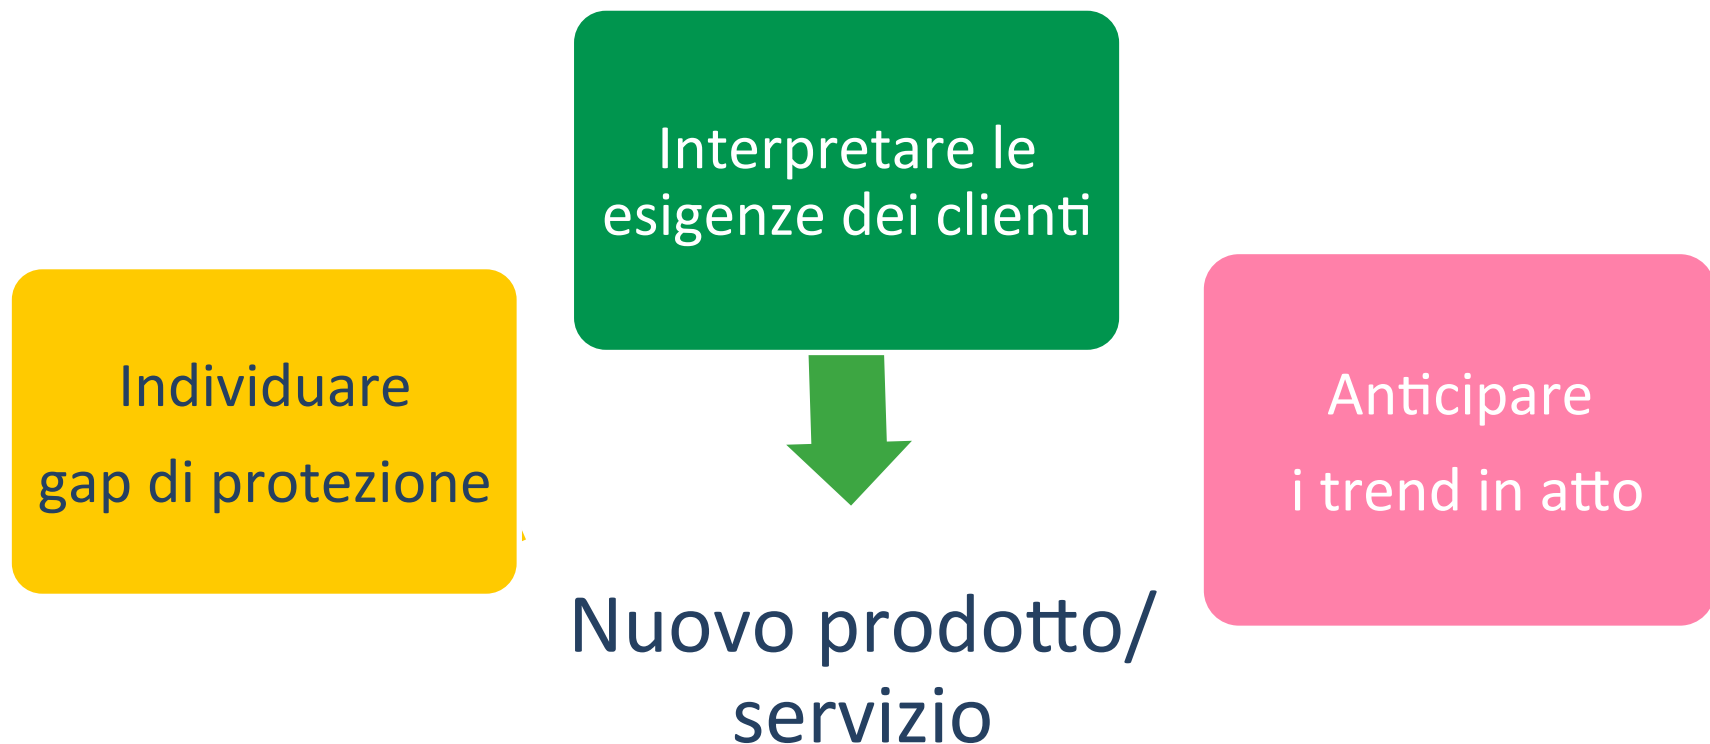 Interpretare le
esigenze dei clienti
Individuare
gap di protezione
Anticipare
i trend in atto
Nuovo prodotto/
servizio